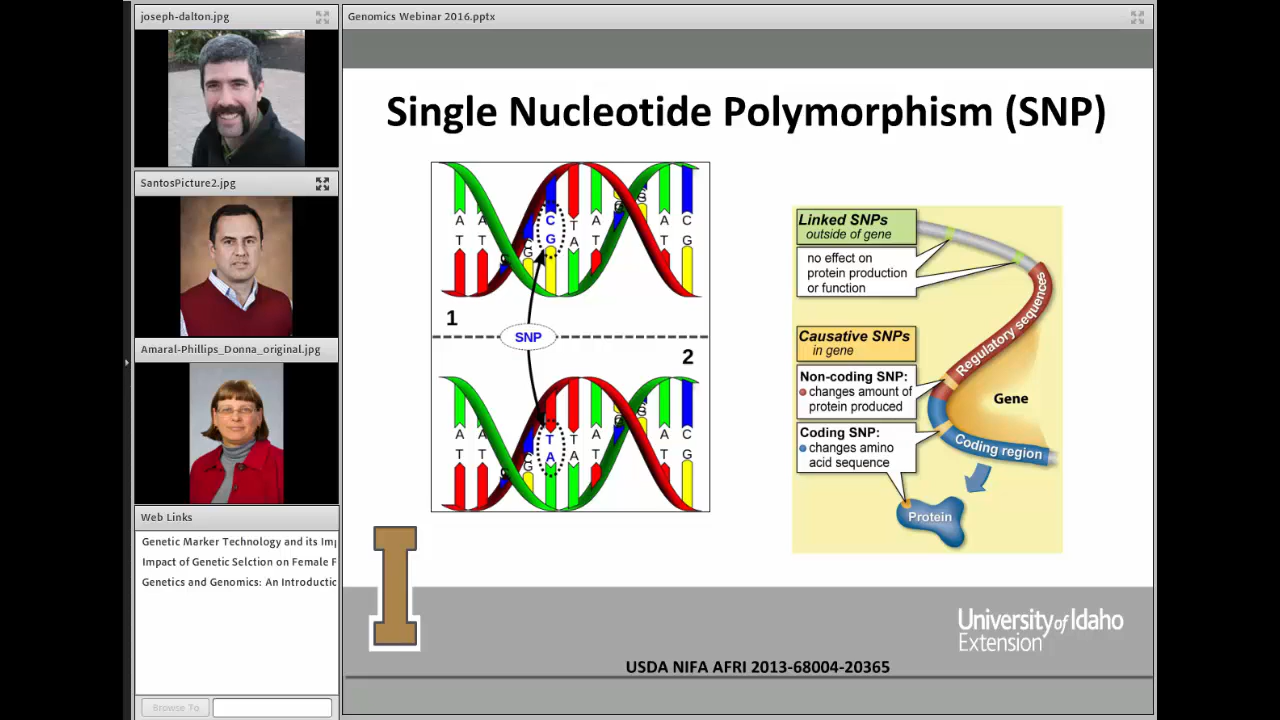 joseph-dalton.jpg
SantosPicture2.jpg
Amaral-Phillips_Donna_original.jpg
Web Links
Genetic Marker Technology and its Im
Impact of Genetic Selction on Female F
Genetics and Genomics: An Introductic
Browse To
Genomics Webinar 2016.pptx
Single Nucleotide Polymorphism (SNP)
A A C T A A C
T T G G A T T G
1
SNP
2
A A T T A A C
T T G A A T T G
Linked SNPs
outside of gene
no effect on
protein production
or function
Causative SNPs
in gene
Non-coding SNP:
changes amount of
protein produced
Coding SNP:
changes amino
acid sequence
Regulatory sequences
Gene
Coding region
Protein
I
University of Idaho
Extension
USDA NIFA AFRI 2013-68004-20365